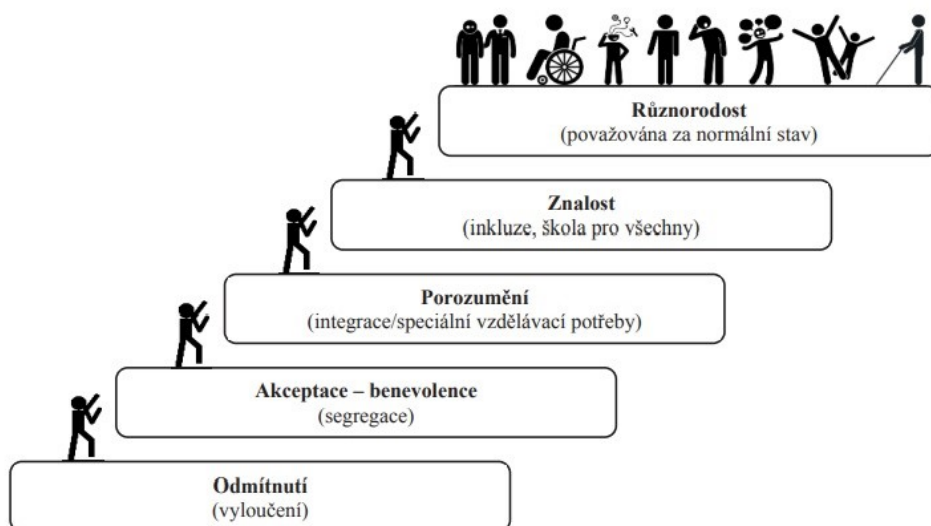 Různorodost
(považována za normální stav)
Znalost
(inkluze, škola pro všechny)
Porozumění
(integrace/speciální vzdělávací potřeby)
Akceptace – benevolence
(segregace)
Odmítnutí
(vyloučení)